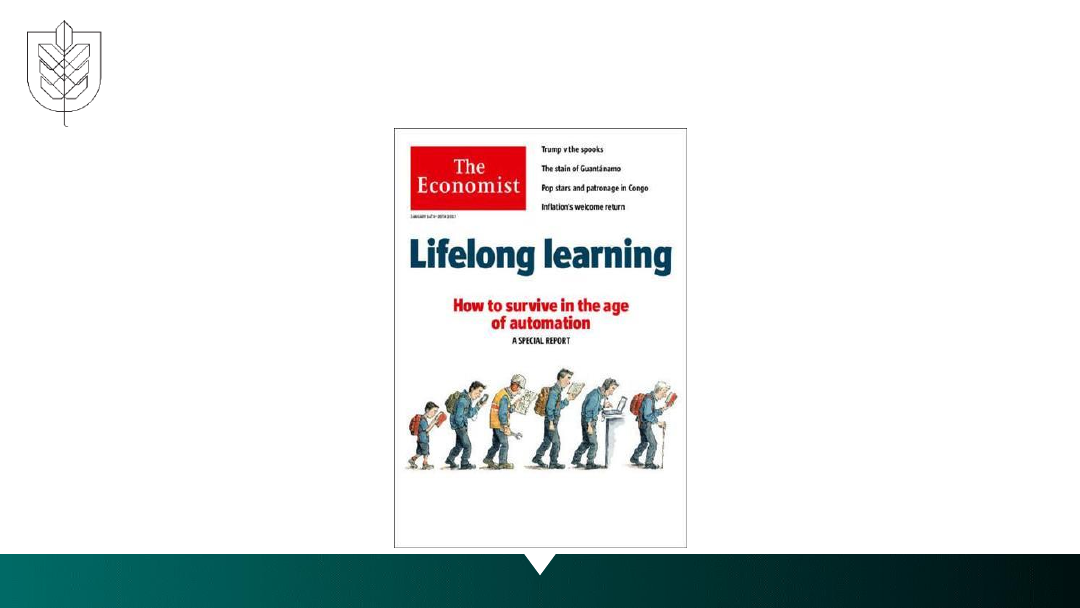 The
Economist
Trump v the spooks
The stain of Guantánamo
Pop stars and patronage in Congo
Inflation's welcome return
Lifelong learning
How to survive in the age
of automation
A SPECIAL REPORT